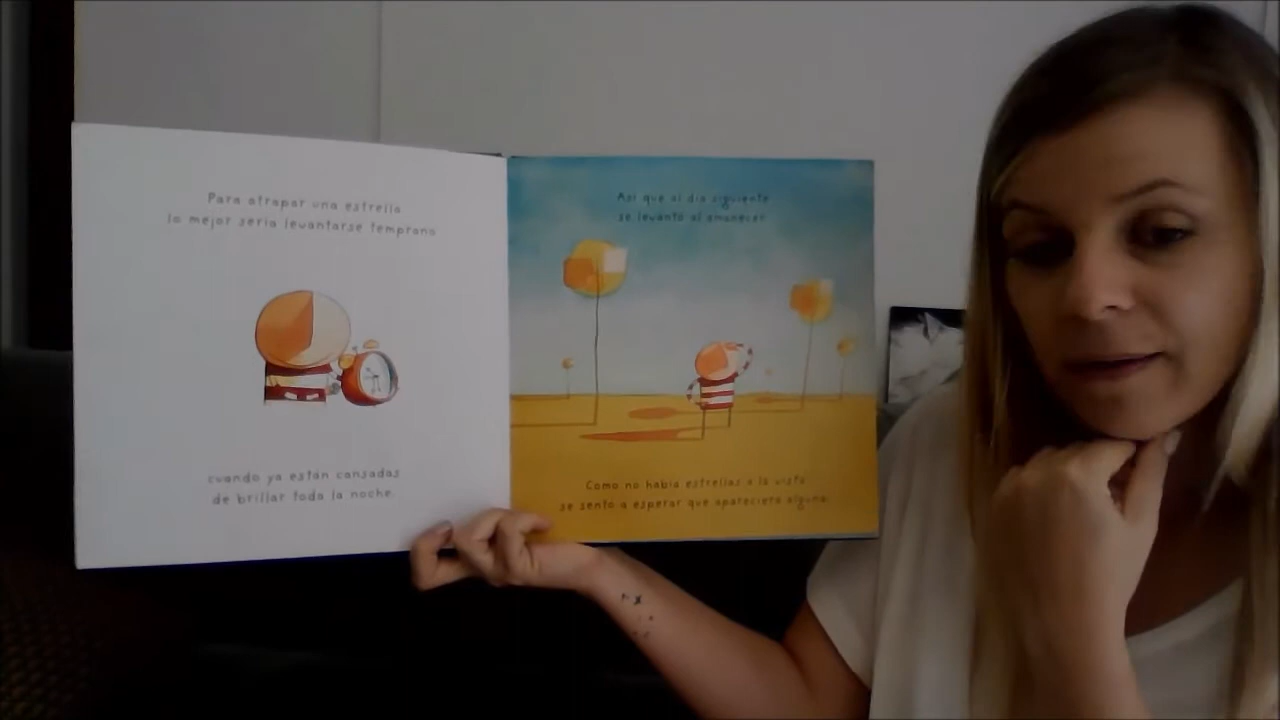 Para atrapar una estrella
lo mejor sería levantarse temprano
cuando ya están cansadas
de brillar toda la noche.
Así que al día siguiente
se levantó al amanecer.
Como no había estrellas a la vista
se sentó a esperar que apareciera alguna.